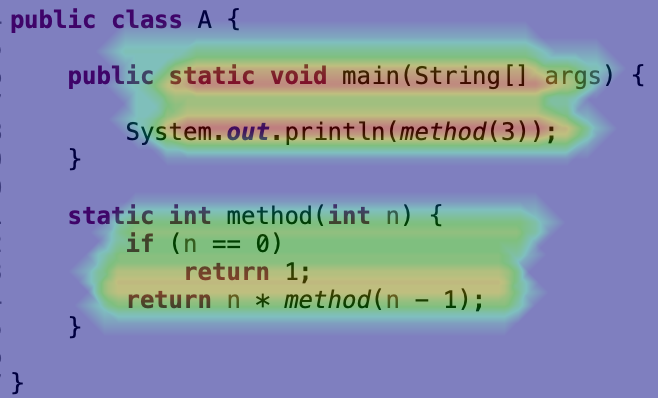 public class A {
public static void main(String[] args) {
System.out.println(method(3));
}
static int method(int n) {
if (n == 0)
return 1;
return n * method(n - 1);
}
}